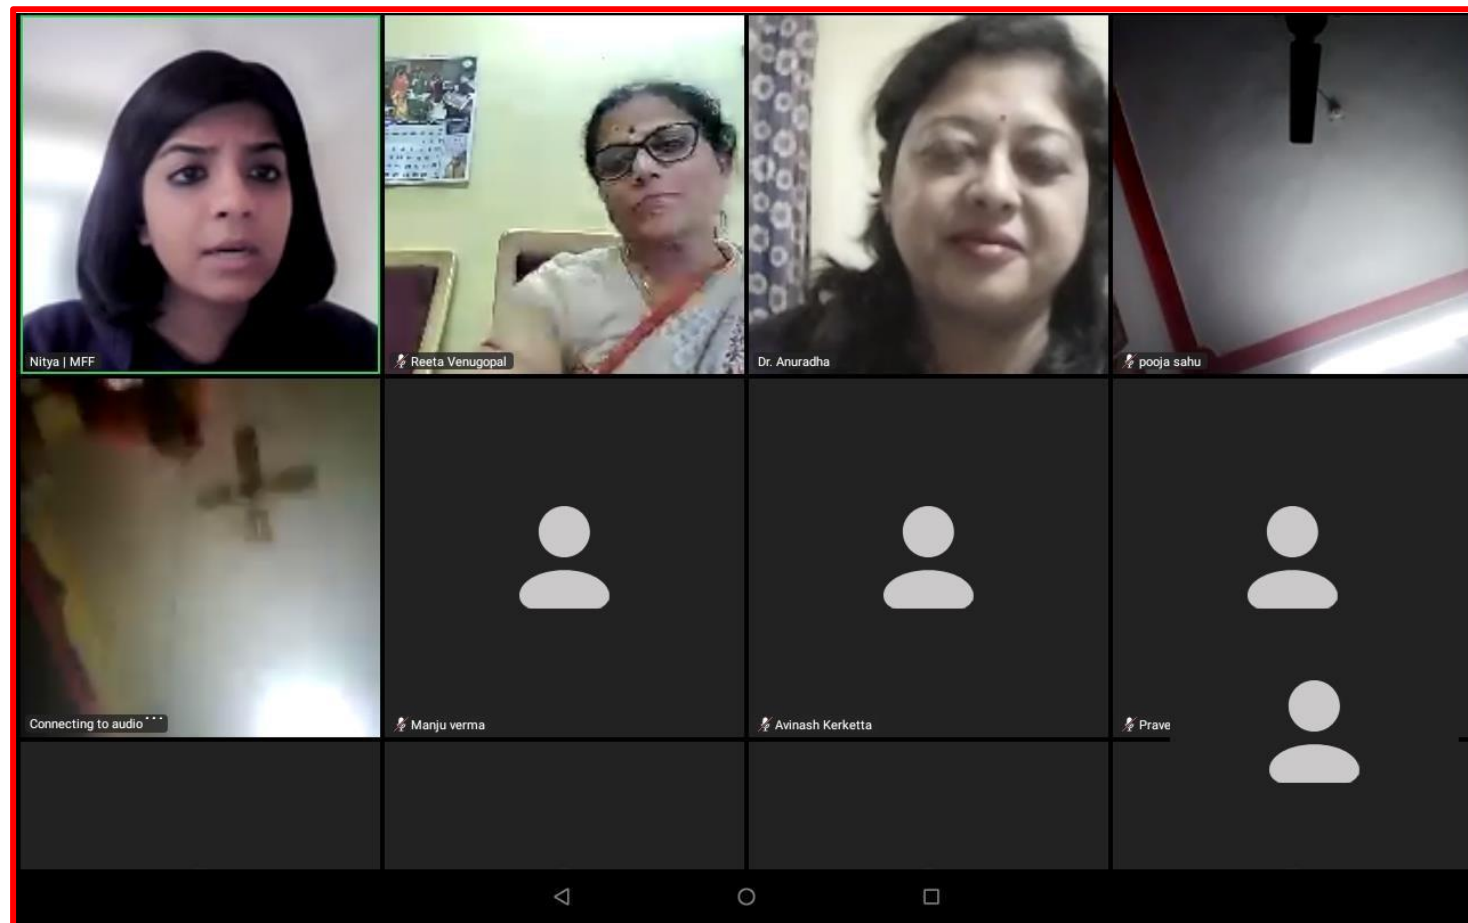 Nitya | MFF
Reeta Venugopal
Dr. Anuradha
pooja sahu
Connecting to audio ...
Manju verma
Avinash Kerketta
Prave